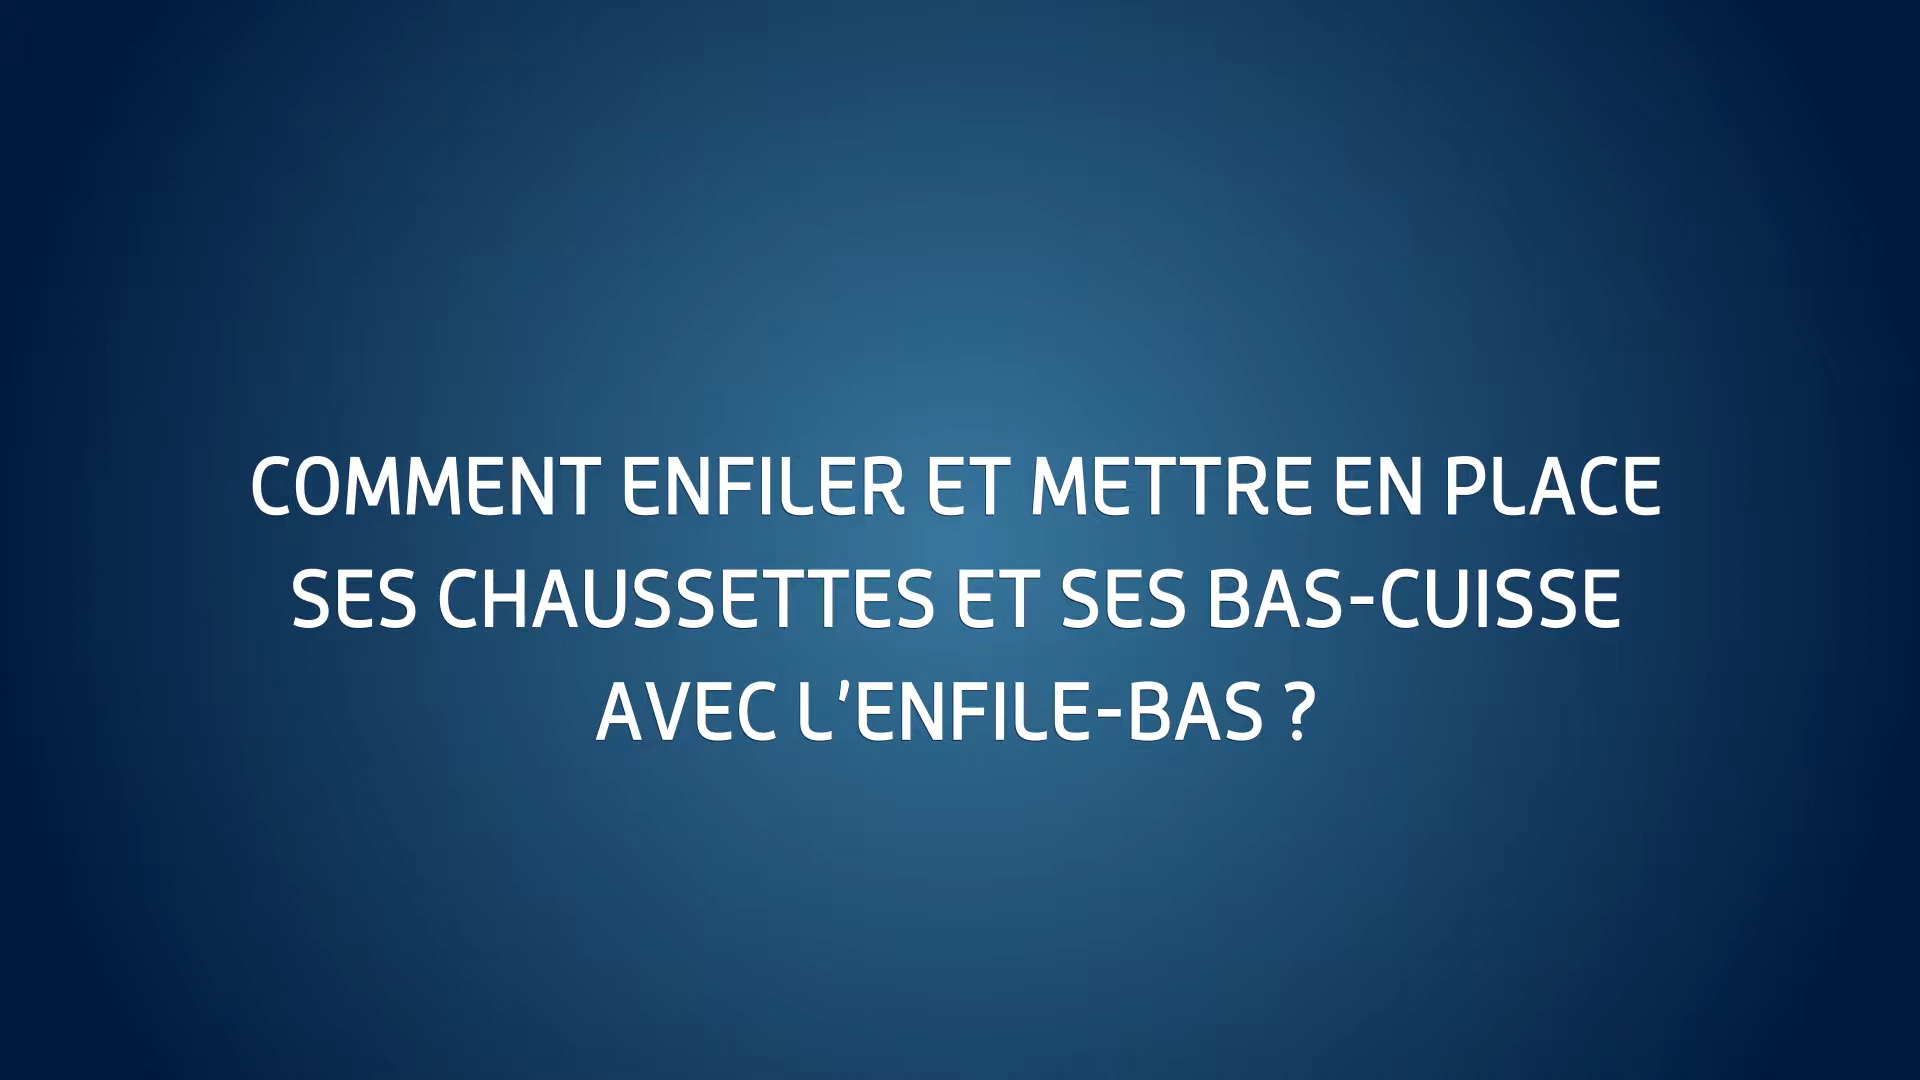 COMMENT ENFILER ET METTRE EN PLACE
SES CHAUSSETTES ET SES BAS-CUISSE
AVEC L'ENFILE-BAS ?